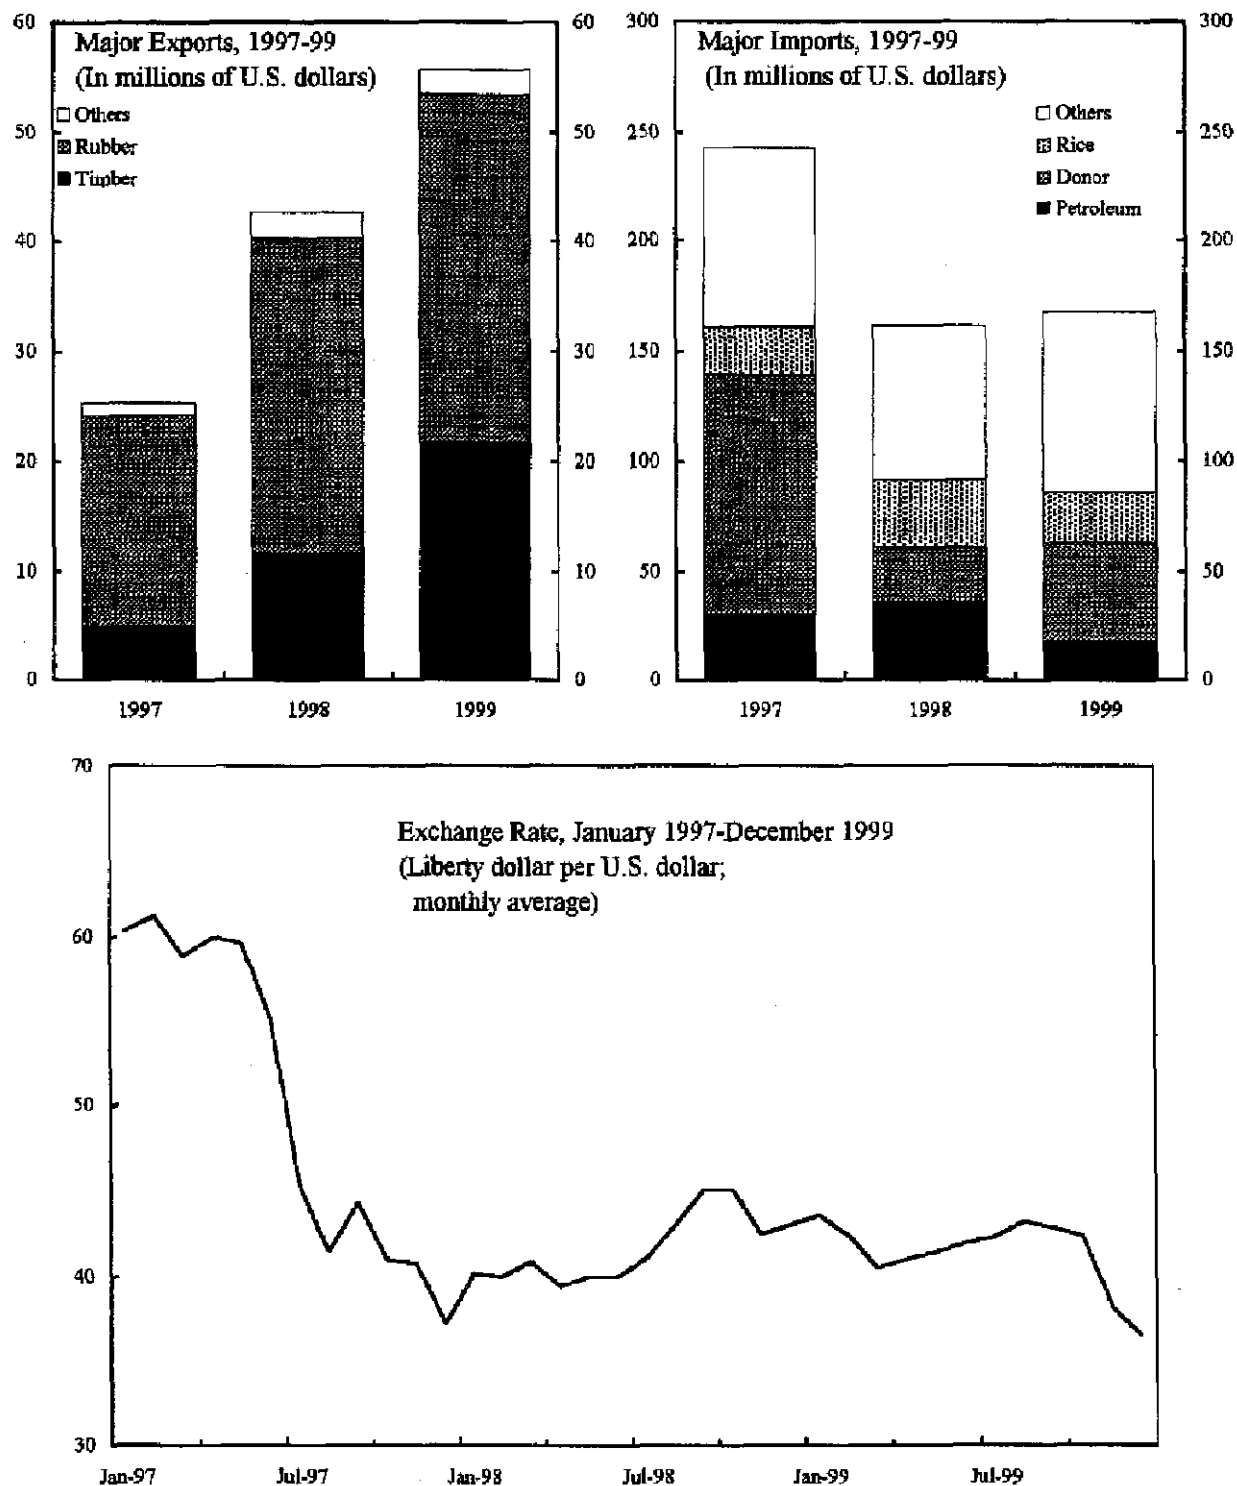 Major Exports, 1997-99
(In millions of U.S. dollars)
Others
Rubber
Timber
60
50
40
30
20
10
0
60
50
40
30
20
10
0
1997
1998
1999
Major Imports, 1997-99
(In millions of U.S. dollars)
Others
Rice
Donor
Petroleum
300
250
200
150
100
50
0
300
250
200
150
100
50
0
1997
1998
1999
Exchange Rate, January 1997-December 1999
(Liberty dollar per U.S. dollar;
monthly average)
70
60
50
40
30
Jan-97
Jul-97
Jan-98
Jul-98
Jan-99
Jul-99